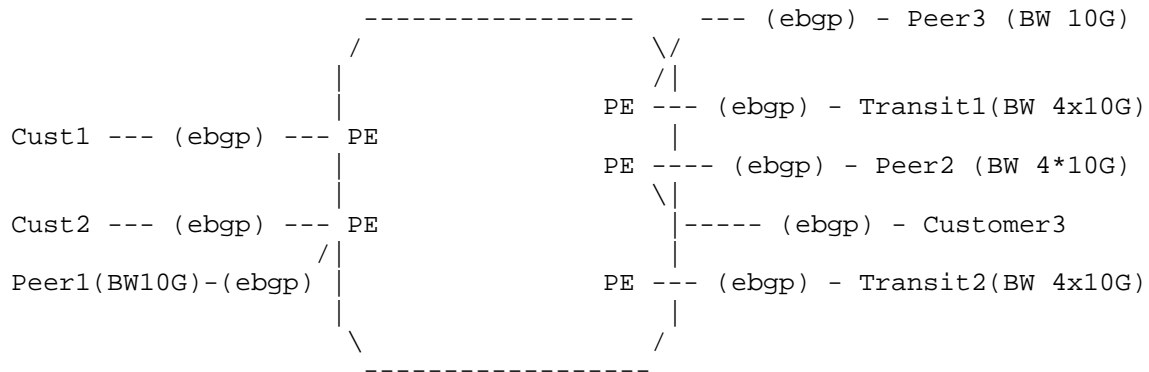 --- (ebgp) - Peer3 (BW 10G)
PE --- (ebgp) - Transit1(BW 4x10G)
Cust1 --- (ebgp) --- PE
PE ---- (ebgp) - Peer2 (BW 4*10G)
Cust2 --- (ebgp) --- PE
----- (ebgp) - Customer3
Peer1(BW10G)-(ebgp)
PE --- (ebgp) - Transit2(BW 4x10G)